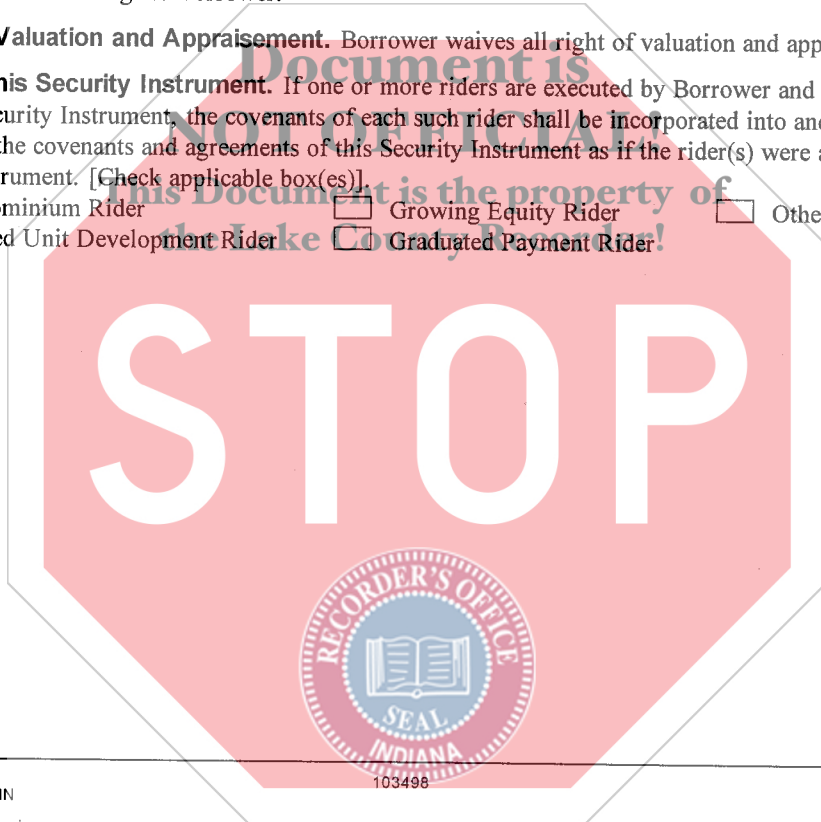 Valuation and Appraisement. Borrower waives all right of valuation and app
his Security Instrument. If one or more riders are executed by Borrower and
curity Instrument, the covenants of each such rider shall be incorporated into and
the covenants and agreements of this Security Instrument as if the rider(s) were a
rument. [Check applicable box(es)].
ominium Rider Growing Equity Rider Othe
ed Unit Development Rider Graduated Payment Rider
Document is
NOT OFFICIAL!
This Document is the property of
the Lake County Recorder!
STOP
RECORDER'S OFFICE
SEAL
INDIANA
103498
IN